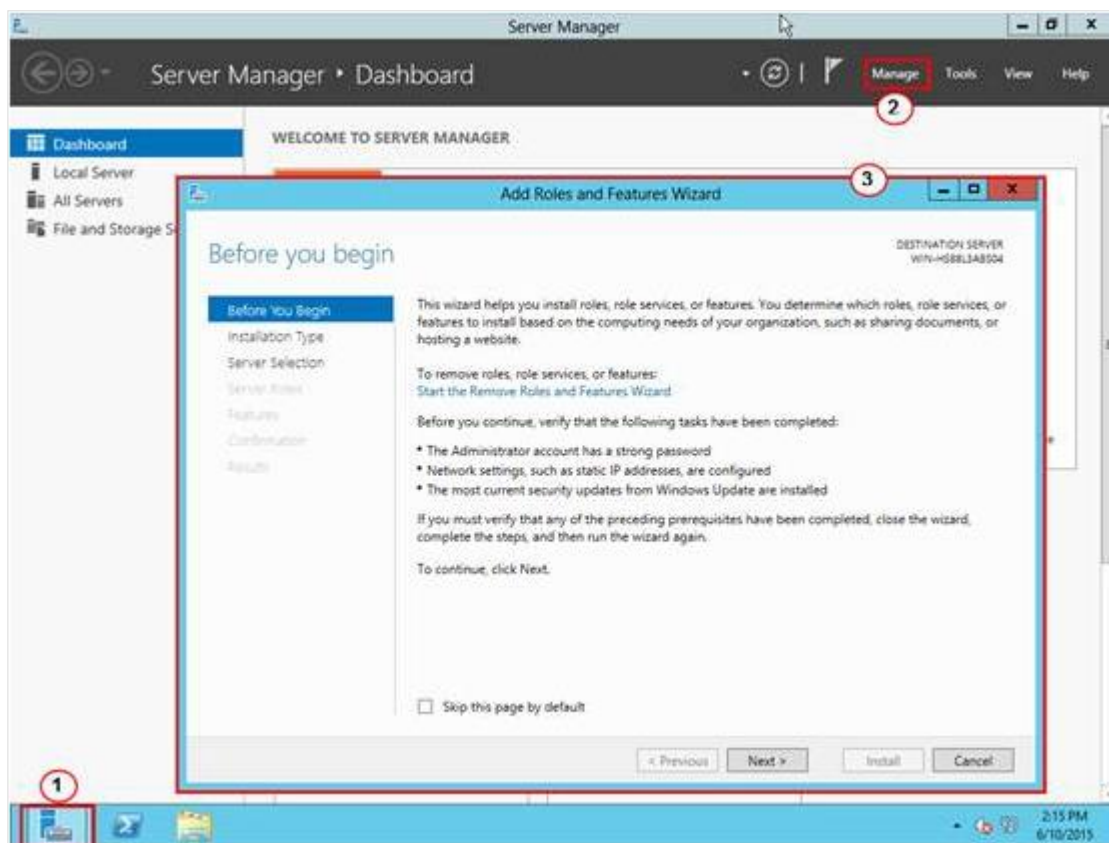 Server Manager
Server Manager • Dashboard
Manage Tools View Help
2
Dashboard
Local Server
All Servers
File and Storage S
WELCOME TO SERVER MANAGER
3
Add Roles and Features Wizard
Before you begin
DESTINATION SERVER
Before You Begin
Installation Type
Server Selection
Server Roles
Features
Confirmation
Results
This wizard helps you install roles, role services, or features. You determine which roles, role services, or
features to install based on the computing needs of your organization, such as sharing documents, or
hosting a website.
To remove roles, role services, or features:
Start the Remove Roles and Features Wizard
Before you continue, verify that the following tasks have been completed:
• The Administrator account has a strong password
• Network settings, such as static IP addresses, are configured
• The most current security updates from Windows Update are installed
If you must verify that any of the preceding prerequisites have been completed, close the wizard,
complete the steps, and then run the wizard again.
To continue, click Next.
Skip this page by default
< Previous Next > Install Cancel
1
2:15 PM
6/10/2015